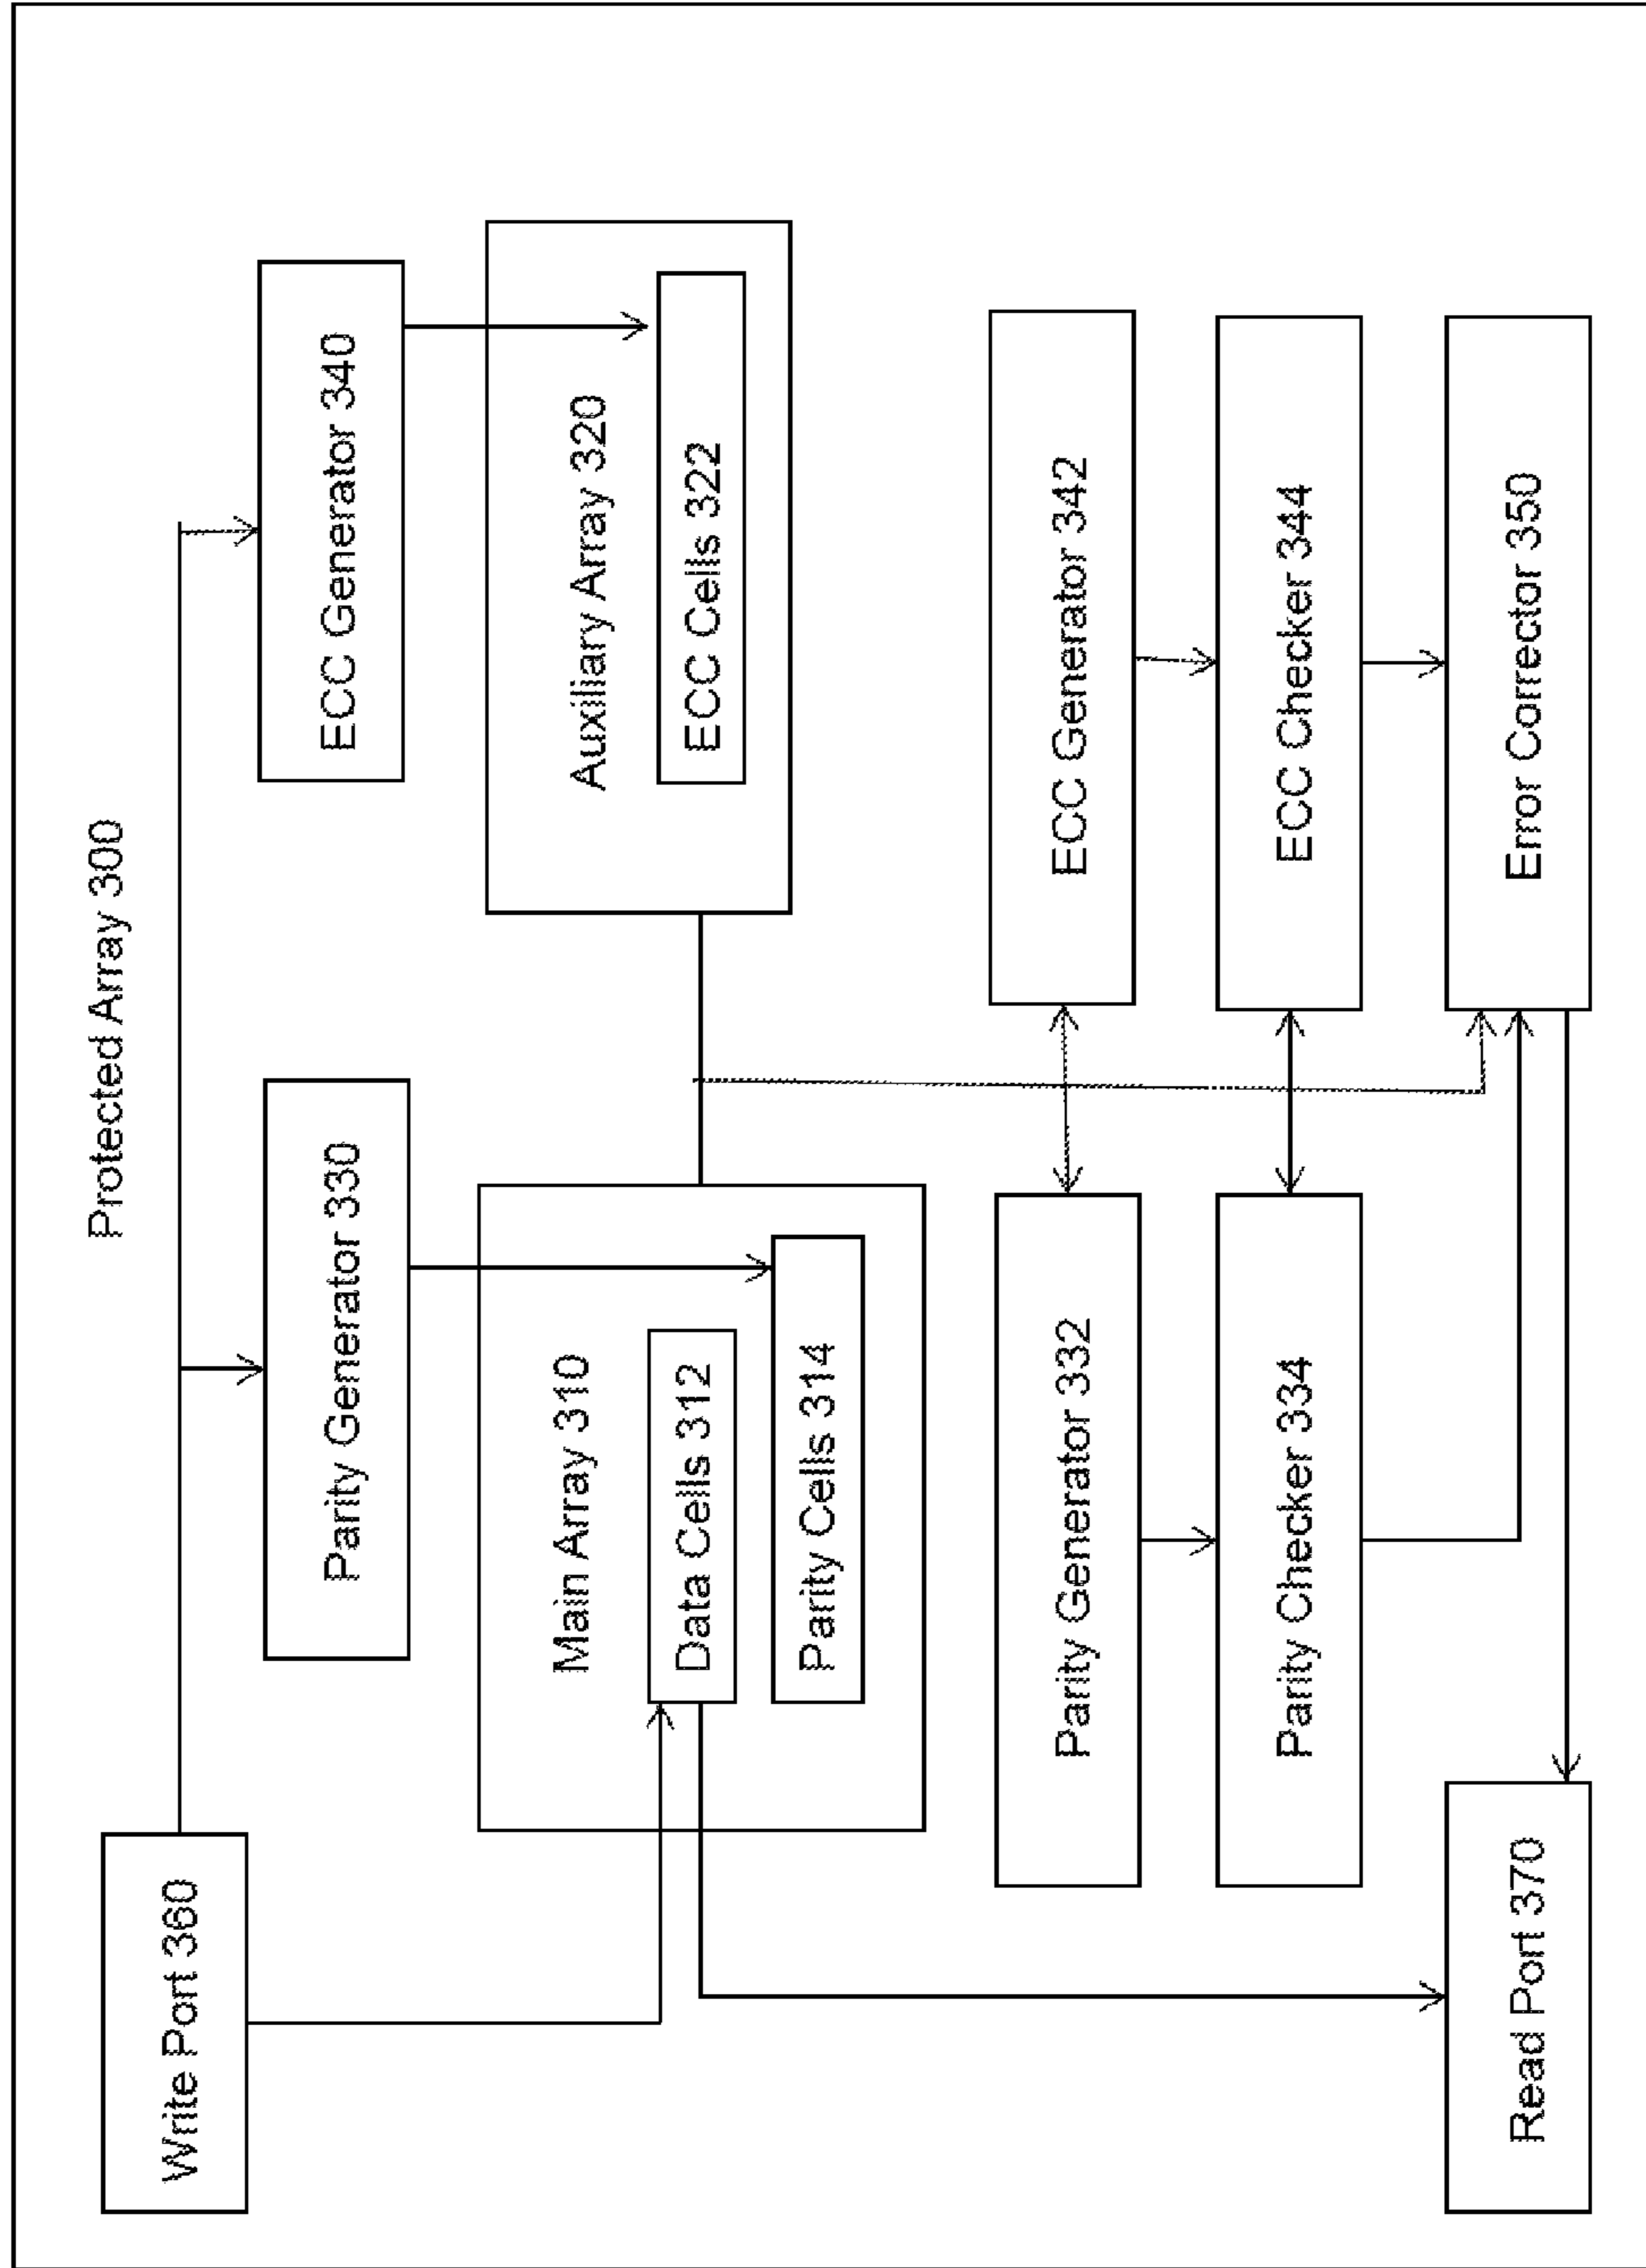 Protected Array 300
Write Port 360
Parity Generator 330
ECC Generator 340
Main Array 310
Data Cells 312
Parity Cells 314
Auxiliary Array 320
ECC Cells 322
Parity Generator 332
ECC Generator 342
Parity Checker 334
ECC Checker 344
Read Port 370
Error Corrector 350